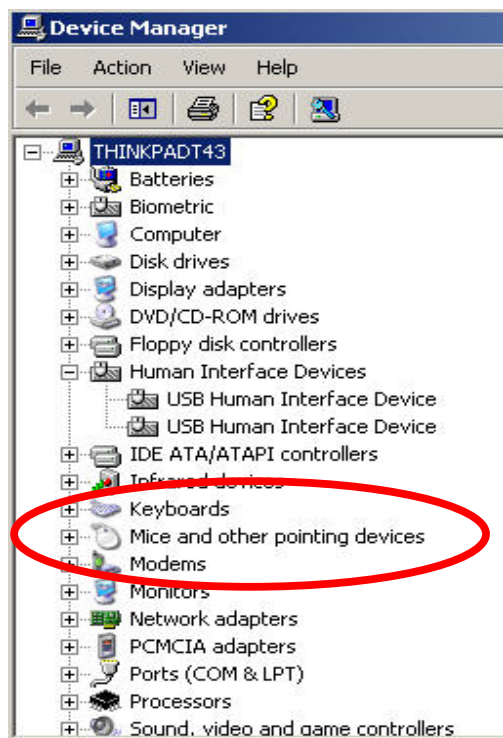 Device Manager
File Action View Help
THINKPADT43
Batteries
Biometric
Computer
Disk drives
Display adapters
DVD/CD-ROM drives
Floppy disk controllers
Human Interface Devices
USB Human Interface Device
USB Human Interface Device
IDE ATA/ATAPI controllers
Infrared devices
Keyboards
Mice and other pointing devices
Modems
Monitors
Network adapters
PCMCIA adapters
Ports (COM & LPT)
Processors
Sound, video and game controllers